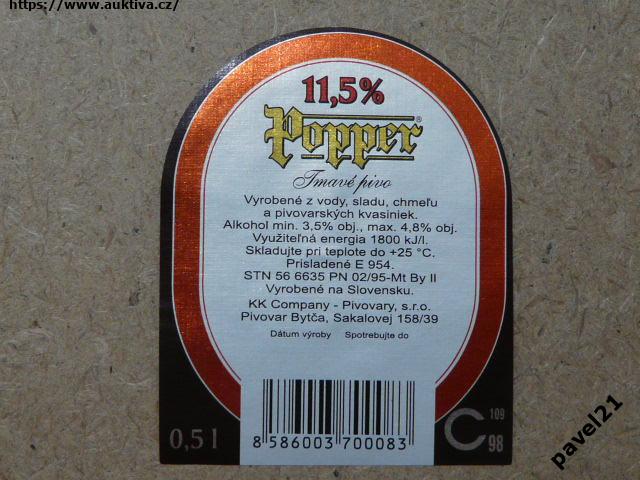 https://www.auktiva.cz/
11,5%
Popper®
Tmavé pivo
Vyrobené z vody, sladu, chmeľu
a pivovarských kvasiniek.
Alkohol min. 3,5% obj., max. 4,8% obj.
Využiteľná energia 1800 kJ/l.
Skladujte pri teplote do +25 °C.
Prisladené E 954.
STN 56 6635 PN 02/95-Mt By II
Vyrobené na Slovensku.
KK Company - Pivovary, s.r.o.
Pivovar Bytča, Sakalovej 158/39
Dátum výroby Spotrebujte do
0,5 l
8 586003 700083
C 109
98
pavel21